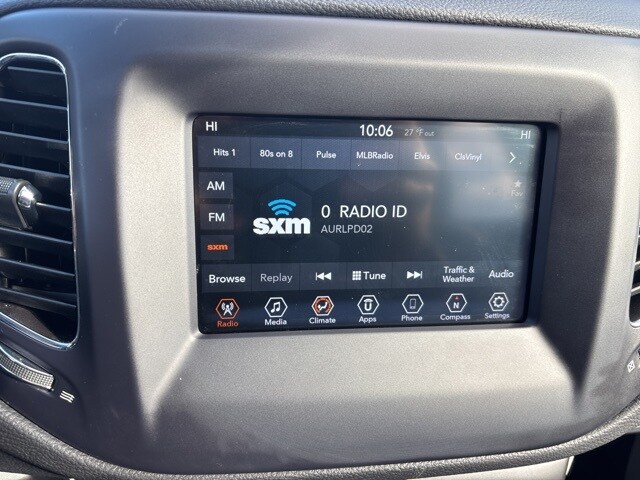 HI 10:06 27 °F out HI
Hits 1 80s on 8 Pulse MLBRadio Elvis ClsVinyl
AM
FM
sxm
sxm
0 RADIO ID
AURLPD02
Fav
Browse Replay Tune Traffic & Weather Audio
Radio Media Climate Apps Phone Compass Settings
U
N